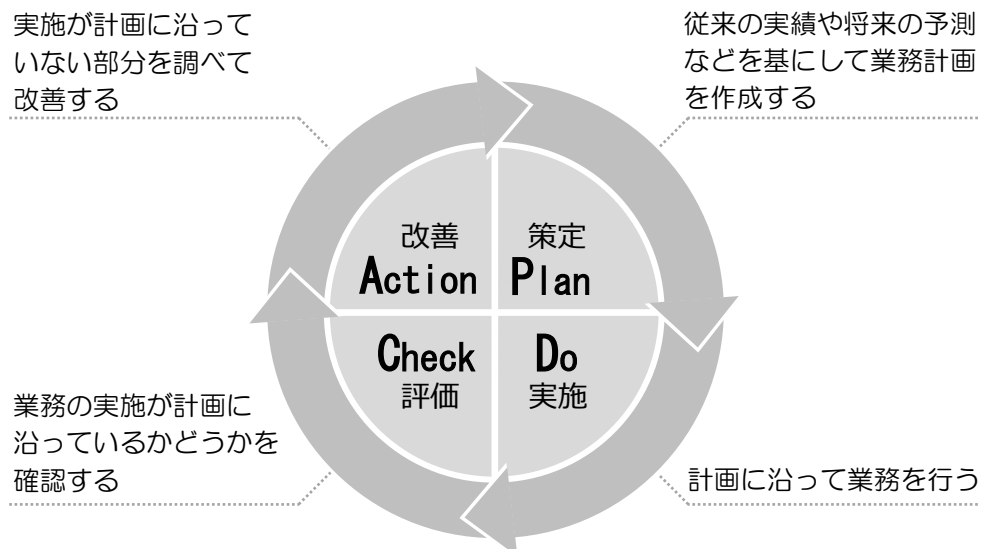 実施が計画に沿って
いない部分を調べて
改善する
従来の実績や将来の予測
などを基にして業務計画
を作成する
改善
Action
策定
Plan
Check
評価
Do
実施
業務の実施が計画に
沿っているかどうかを
確認する
計画に沿って業務を行う